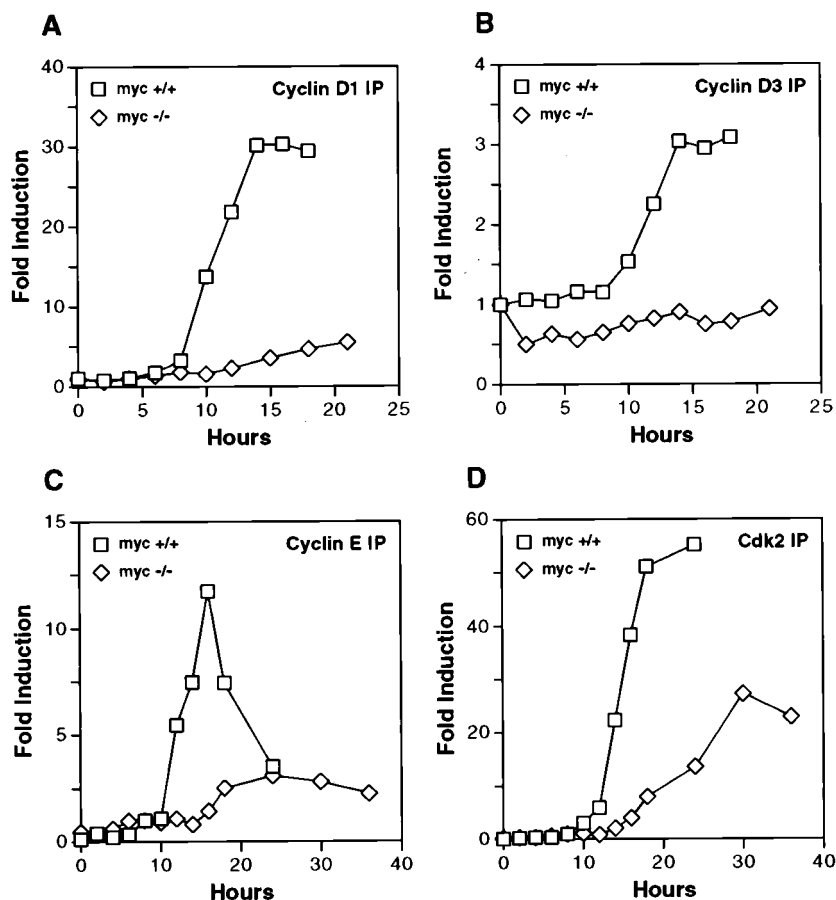 A
40
30
20
10
0
Fold Induction
myc +/+
myc -/-
Cyclin D1 IP
0 5 10 15 20 25
Hours
B
4
3
2
1
0
Fold Induction
myc +/+
myc -/-
Cyclin D3 IP
0 5 10 15 20 25
Hours
C
15
10
5
0
Fold Induction
myc +/+
myc -/-
Cyclin E IP
0 10 20 30 40
Hours
D
60
40
20
0
Fold Induction
myc +/+
myc -/-
Cdk2 IP
0 10 20 30 40
Hours